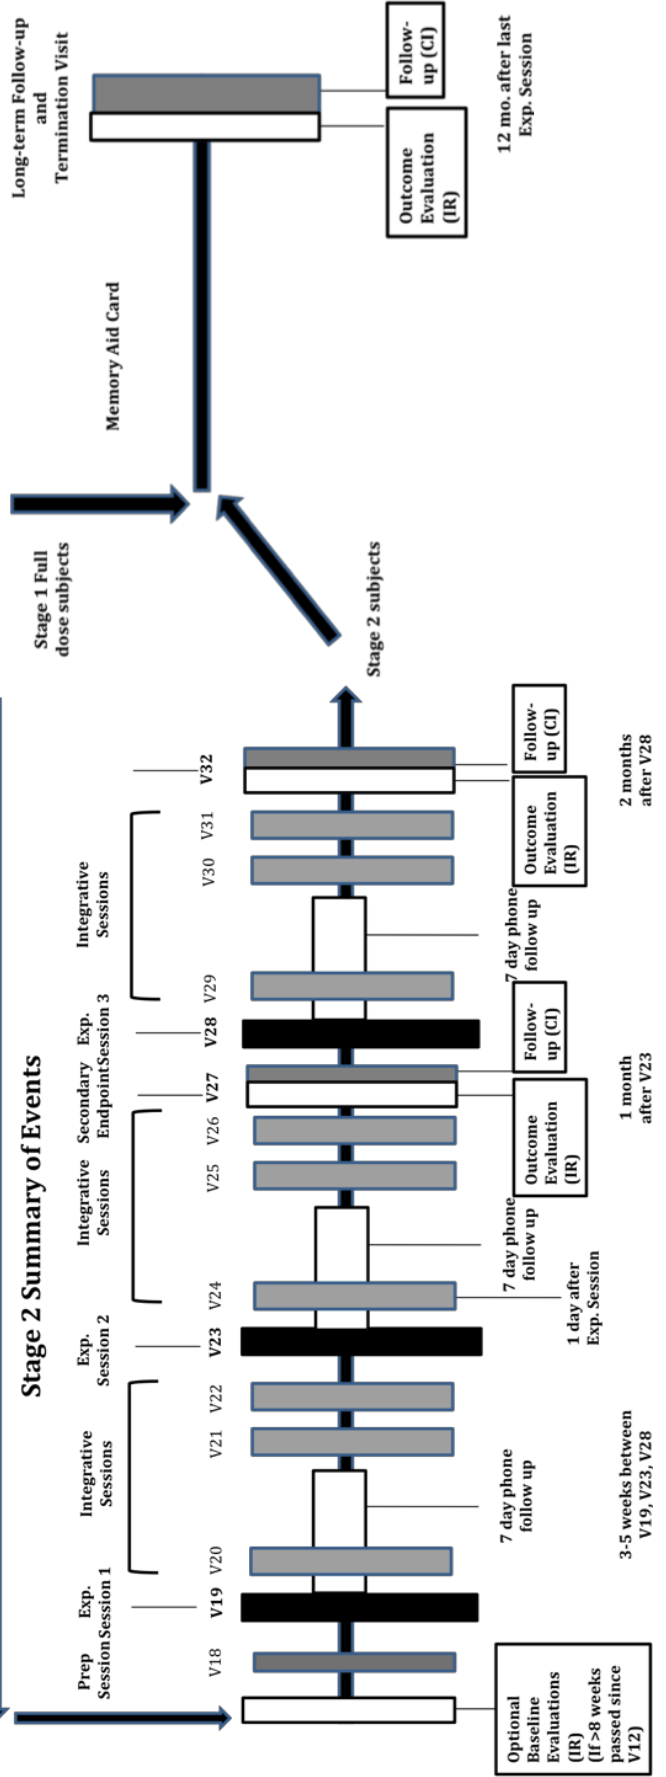 Stage 2 Summary of Events
Prep
Session
Exp.
Session 1
Integrative
Sessions
Exp.
Session 2
Integrative
Sessions
Secondary
Endpoint
Exp.
Session 3
Integrative
Sessions
V18
V19
V20
V21
V22
V23
V24
V25
V26
V27
V28
V29
V30
V31
V32
Optional
Baseline
Evaluations
(IR)
(If >8 weeks
passed since
V12)
7 day phone
follow up
3-5 weeks between
V19, V23, V28
1 day after
Exp. Session
7 day phone
follow up
Outcome
Evaluation
(IR)
Follow-
up (CI)
1 month
after V23
7 day phone
follow up
Outcome
Evaluation
(IR)
Follow-
up (CI)
2 months
after V28
Stage 1 Full
dose subjects
Stage 2 subjects
Memory Aid Card
Long-term Follow-up
and
Termination Visit
Outcome
Evaluation
(IR)
Follow-
up (CI)
12 mo. after last
Exp. Session